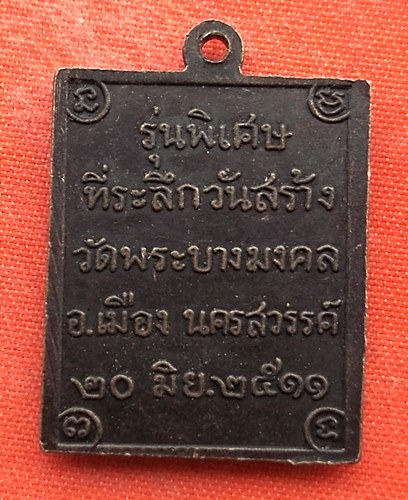 รุ่นพิเศษ
ที่ระลึกวันสร้าง
วัดพระบางมงคล
อ.เมือง นครสวรรค์
๒๐ มิย.๒๕๑๑